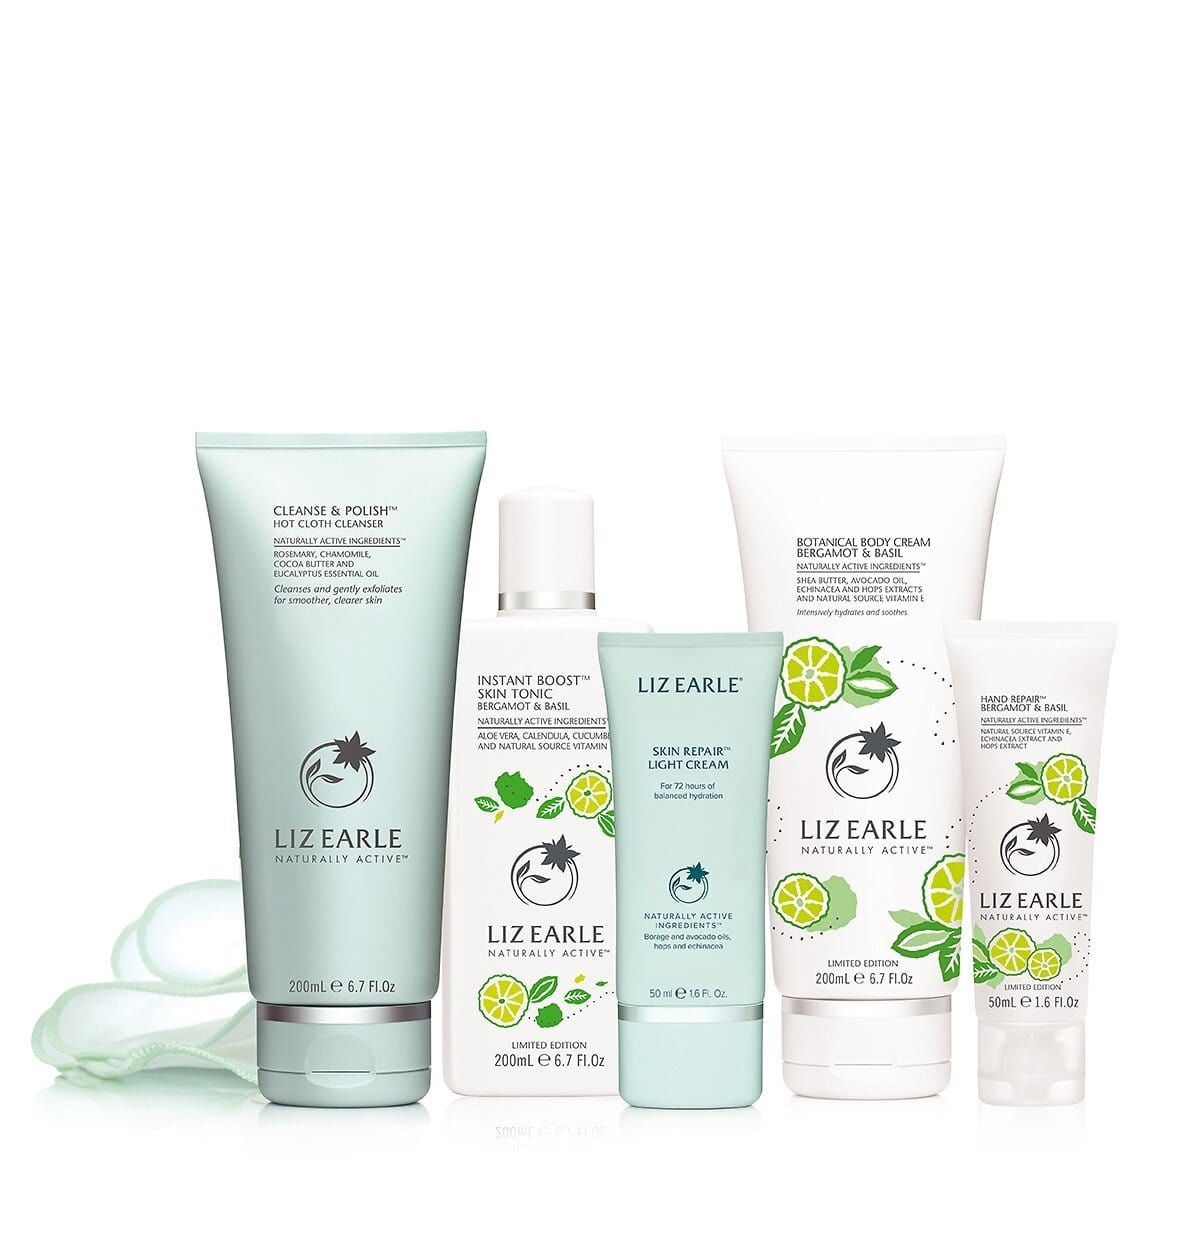 CLEANSE & POLISH™
HOT CLOTH CLEANSER
NATURALLY ACTIVE INGREDIENTS™
ROSEMARY, CHAMOMILE,
COCOA BUTTER AND
EUCALYPTUS ESSENTIAL OIL
Cleanses and gently exfoliates
for smoother, clearer skin
LIZ EARLE
NATURALLY ACTIVE™
200mL ℮ 6.7 Fl.Oz
INSTANT BOOST™
SKIN TONIC
BERGAMOT & BASIL
NATURALLY ACTIVE INGREDIENTS™
ALOE VERA, CALENDULA, CUCUMBE
AND NATURAL SOURCE VITAMIN
LIZ EARLE
NATURALLY ACTIVE™
LIMITED EDITION
200mL ℮ 6.7 Fl.Oz
LIZ EARLE®
SKIN REPAIR™
LIGHT CREAM
For 72 hours of
balanced hydration
NATURALLY ACTIVE
INGREDIENTS™
Borage and avocado oils,
hops and echinacea
50 ml ℮ 1.6 Fl. Oz.
BOTANICAL BODY CREAM
BERGAMOT & BASIL
NATURALLY ACTIVE INGREDIENTS™
SHEA BUTTER, AVOCADO OIL,
ECHINACEA AND HOPS EXTRACTS
AND NATURAL SOURCE VITAMIN E
Intensively hydrates and soothes
LIZ EARLE
NATURALLY ACTIVE™
LIMITED EDITION
200mL ℮ 6.7 Fl.Oz
HAND REPAIR™
BERGAMOT & BASIL
NATURALLY ACTIVE INGREDIENTS™
NATURAL SOURCE VITAMIN E,
ECHINACEA EXTRACT AND
HOPS EXTRACT
LIZ EARLE
NATURALLY ACTIVE™
LIMITED EDITION
50mL ℮ 1.6 Fl.Oz